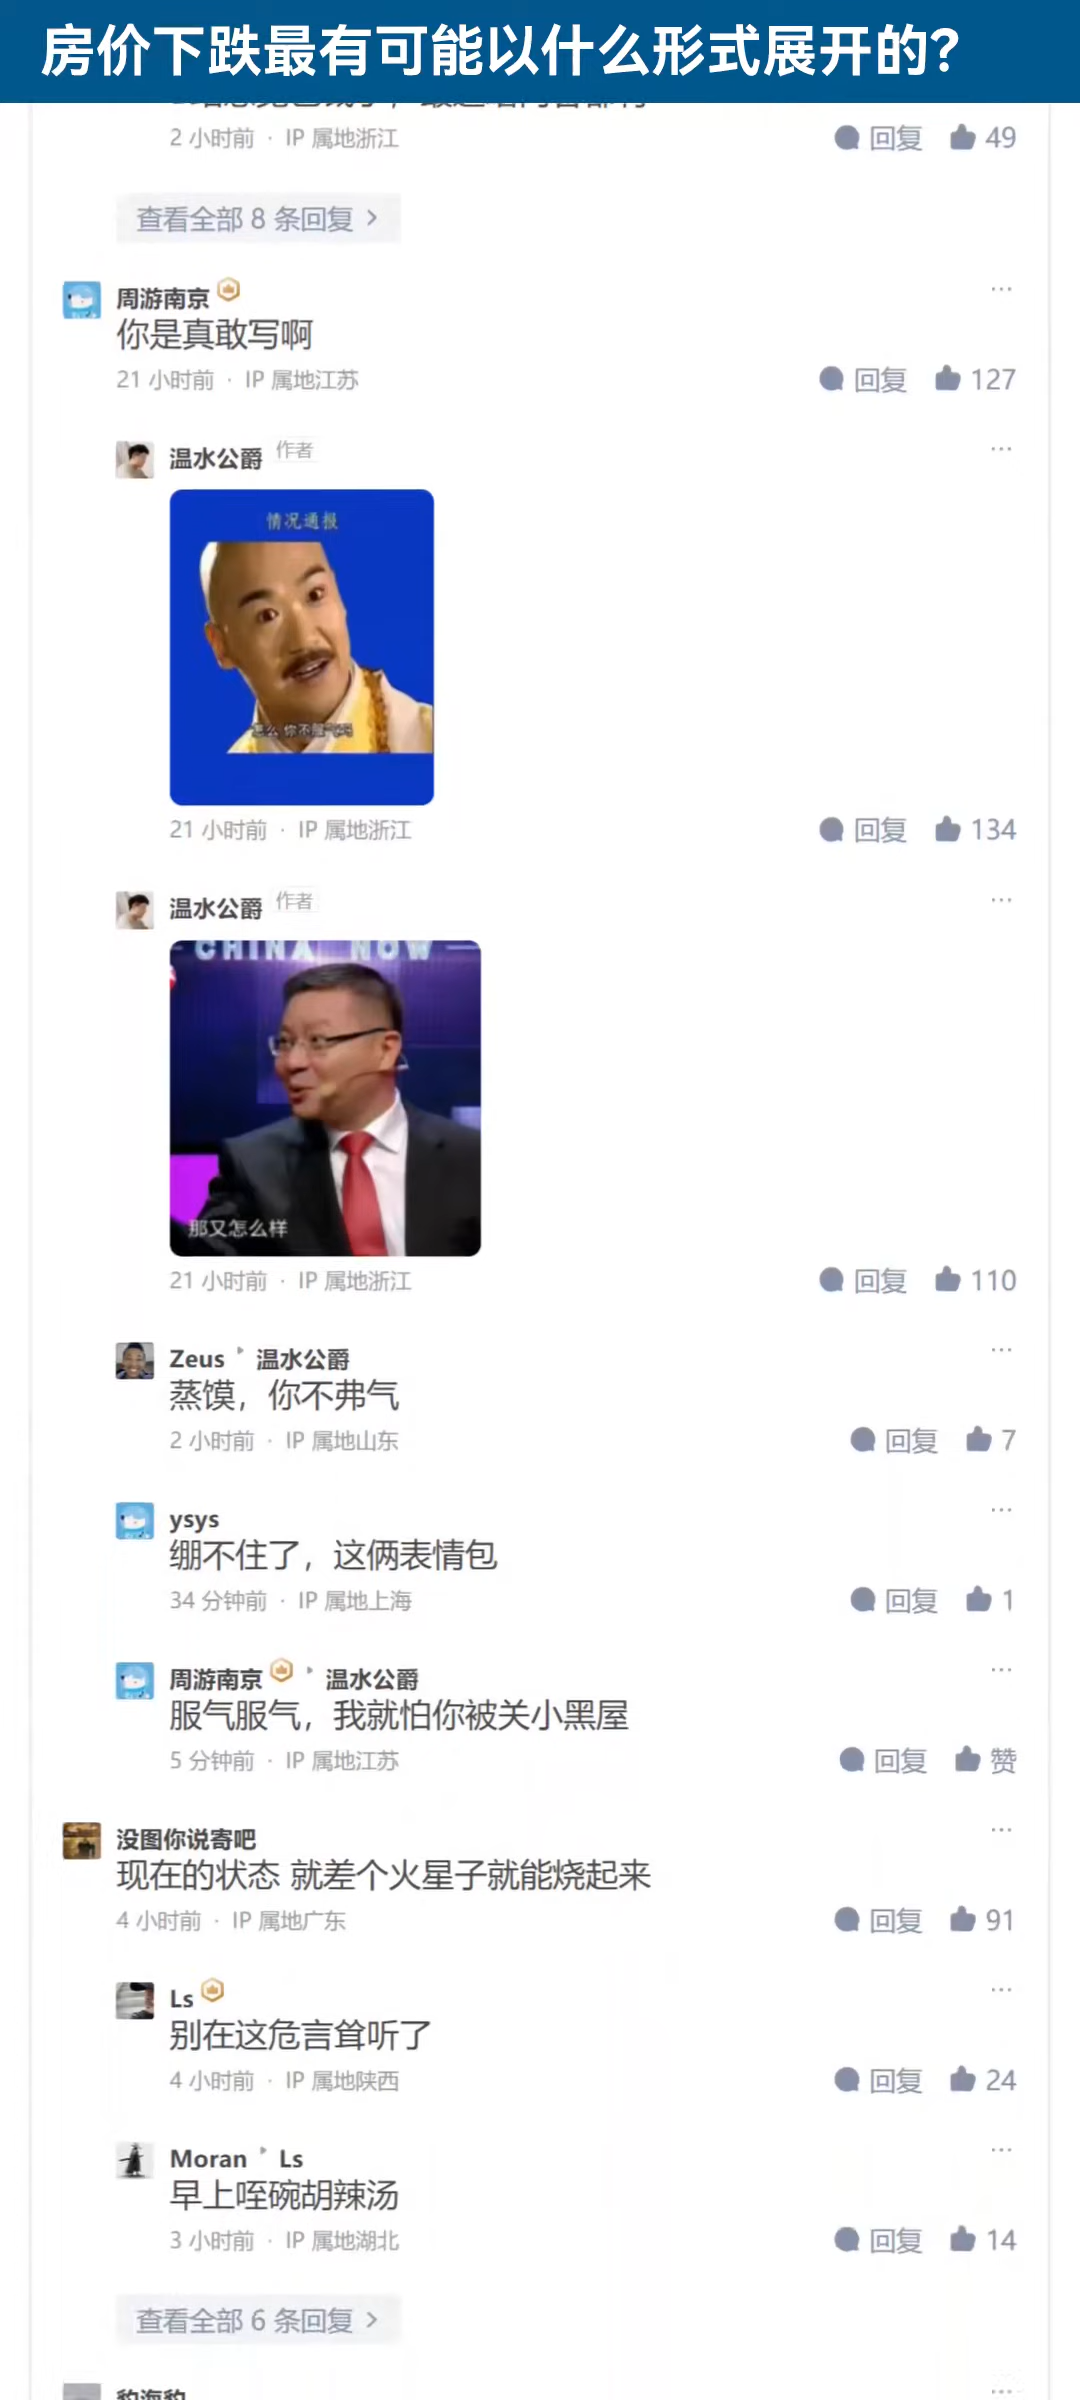 房价下跌最有可能以什么形式展开的？
2 小时前 · IP 属地浙江
回复 49
查看全部 8 条回复 >
周游南京
你是真敢写啊
21 小时前 · IP 属地江苏
回复 127
温水公爵 作者
情况通报
怎么 你不服气吗
21 小时前 · IP 属地浙江
回复 134
温水公爵 作者
CHINA NOW
那又怎么样
21 小时前 · IP 属地浙江
回复 110
Zeus 温水公爵
蒸馍，你不弗气
2 小时前 · IP 属地山东
回复 7
ysys
绷不住了，这俩表情包
34 分钟前 · IP 属地上海
回复 1
周游南京 温水公爵
服气服气，我就怕你被关小黑屋
5 分钟前 · IP 属地江苏
回复 赞
没图你说寄吧
现在的状态 就差个火星子就能烧起来
4 小时前 · IP 属地广东
回复 91
Ls
别在这危言耸听了
4 小时前 · IP 属地陕西
回复 24
Moran Ls
早上咥碗胡辣汤
3 小时前 · IP 属地湖北
回复 14
查看全部 6 条回复 >